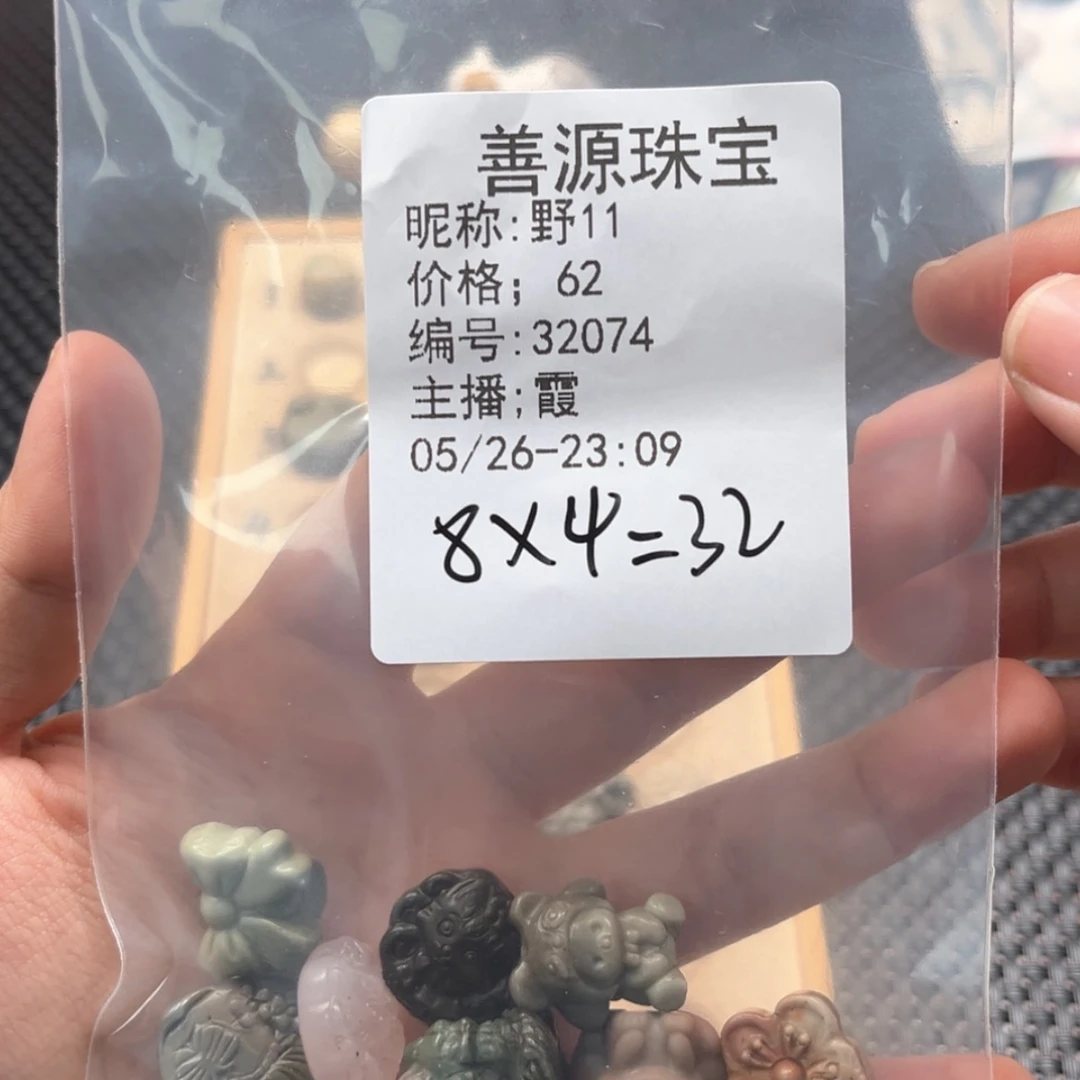 善源珠宝
昵称:野11
价格；62
编号:32074
主播;霞
05/26-23:09
8×4=32